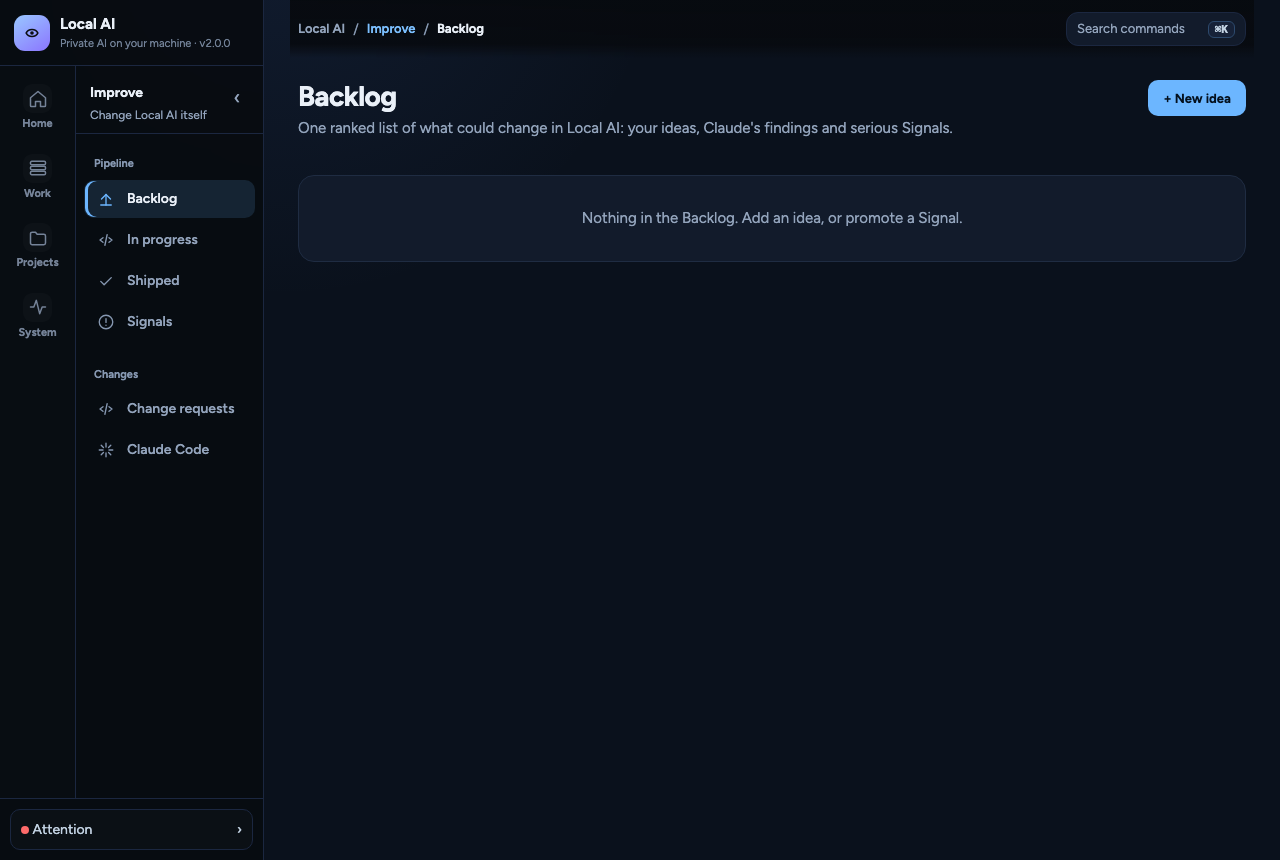 Local AI
Private AI on your machine · v2.0.0
Home
Work
Projects
System
Improve
Change Local AI itself
Pipeline
Backlog
In progress
Shipped
Signals
Changes
Change requests
Claude Code
Attention
Local AI / Improve / Backlog
Search commands ⌘K
Backlog
+ New idea
One ranked list of what could change in Local AI: your ideas, Claude's findings and serious Signals.
Nothing in the Backlog. Add an idea, or promote a Signal.